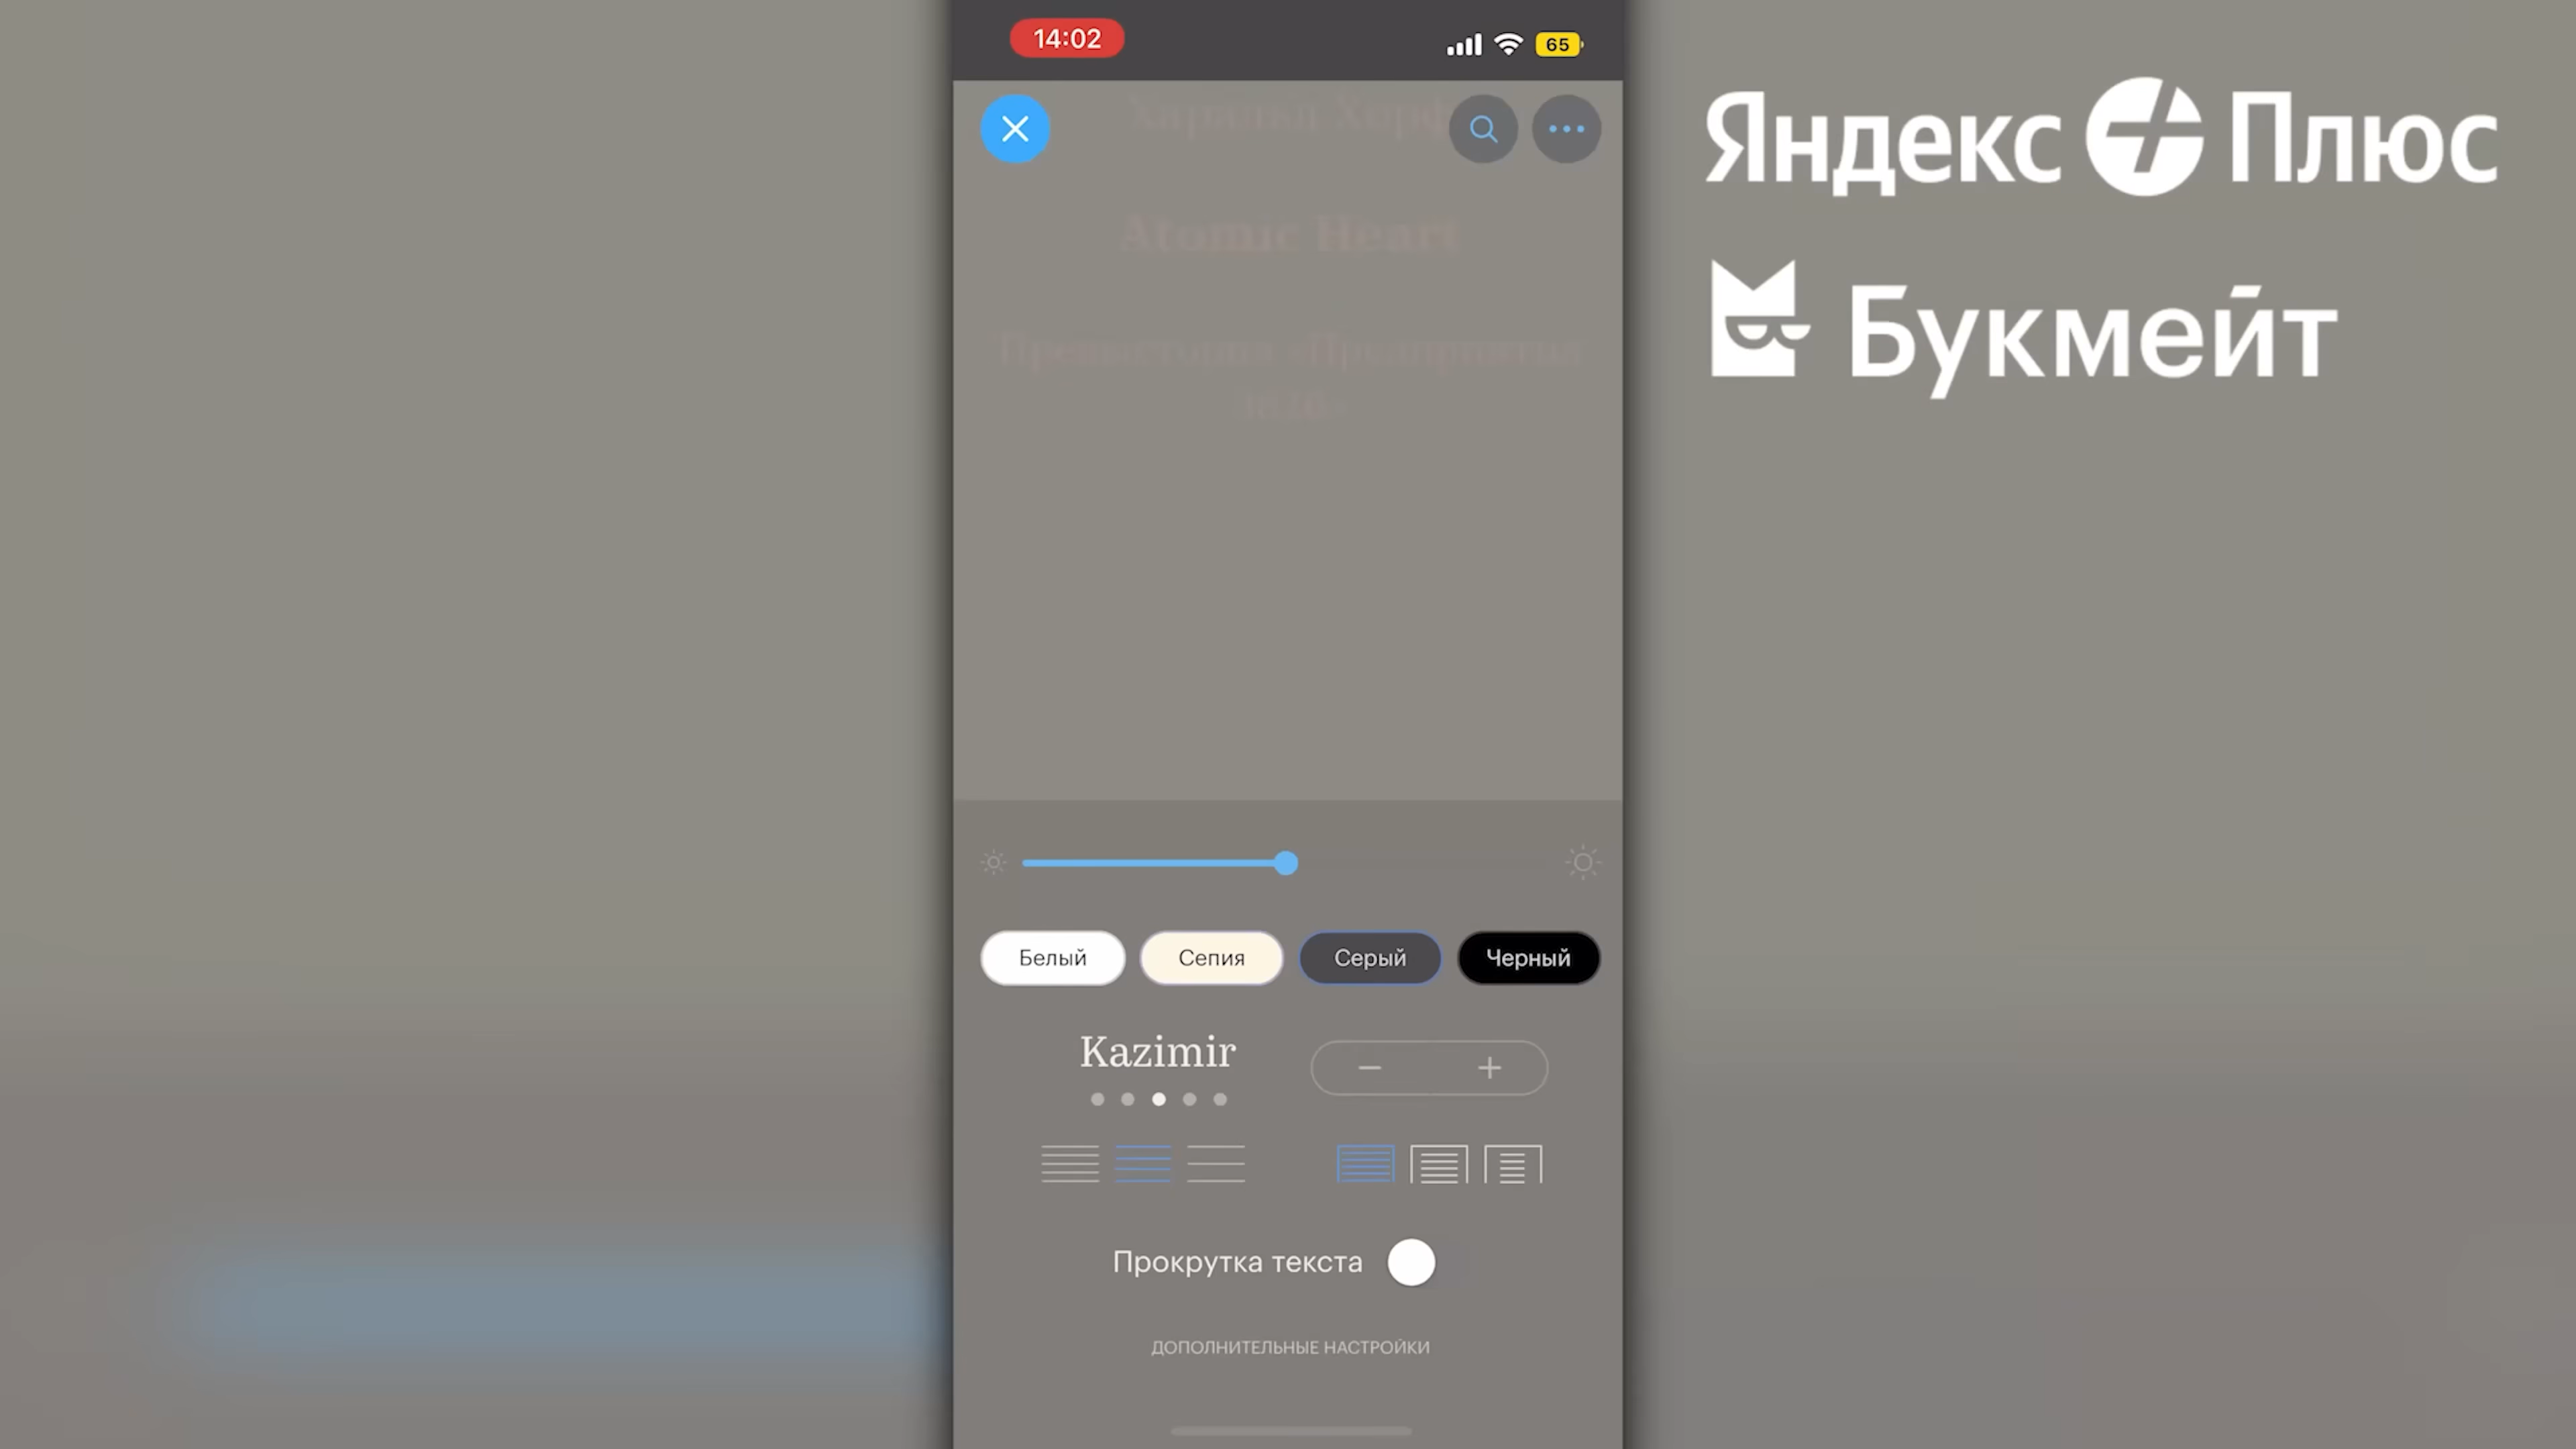 14:02
65
Яндекс Плюс
Букмейт
Atomic Heart
Белый
Сепия
Серый
Черный
Kazimir
Прокрутка текста
ДОПОЛНИТЕЛЬНЫЕ НАСТРОЙКИ